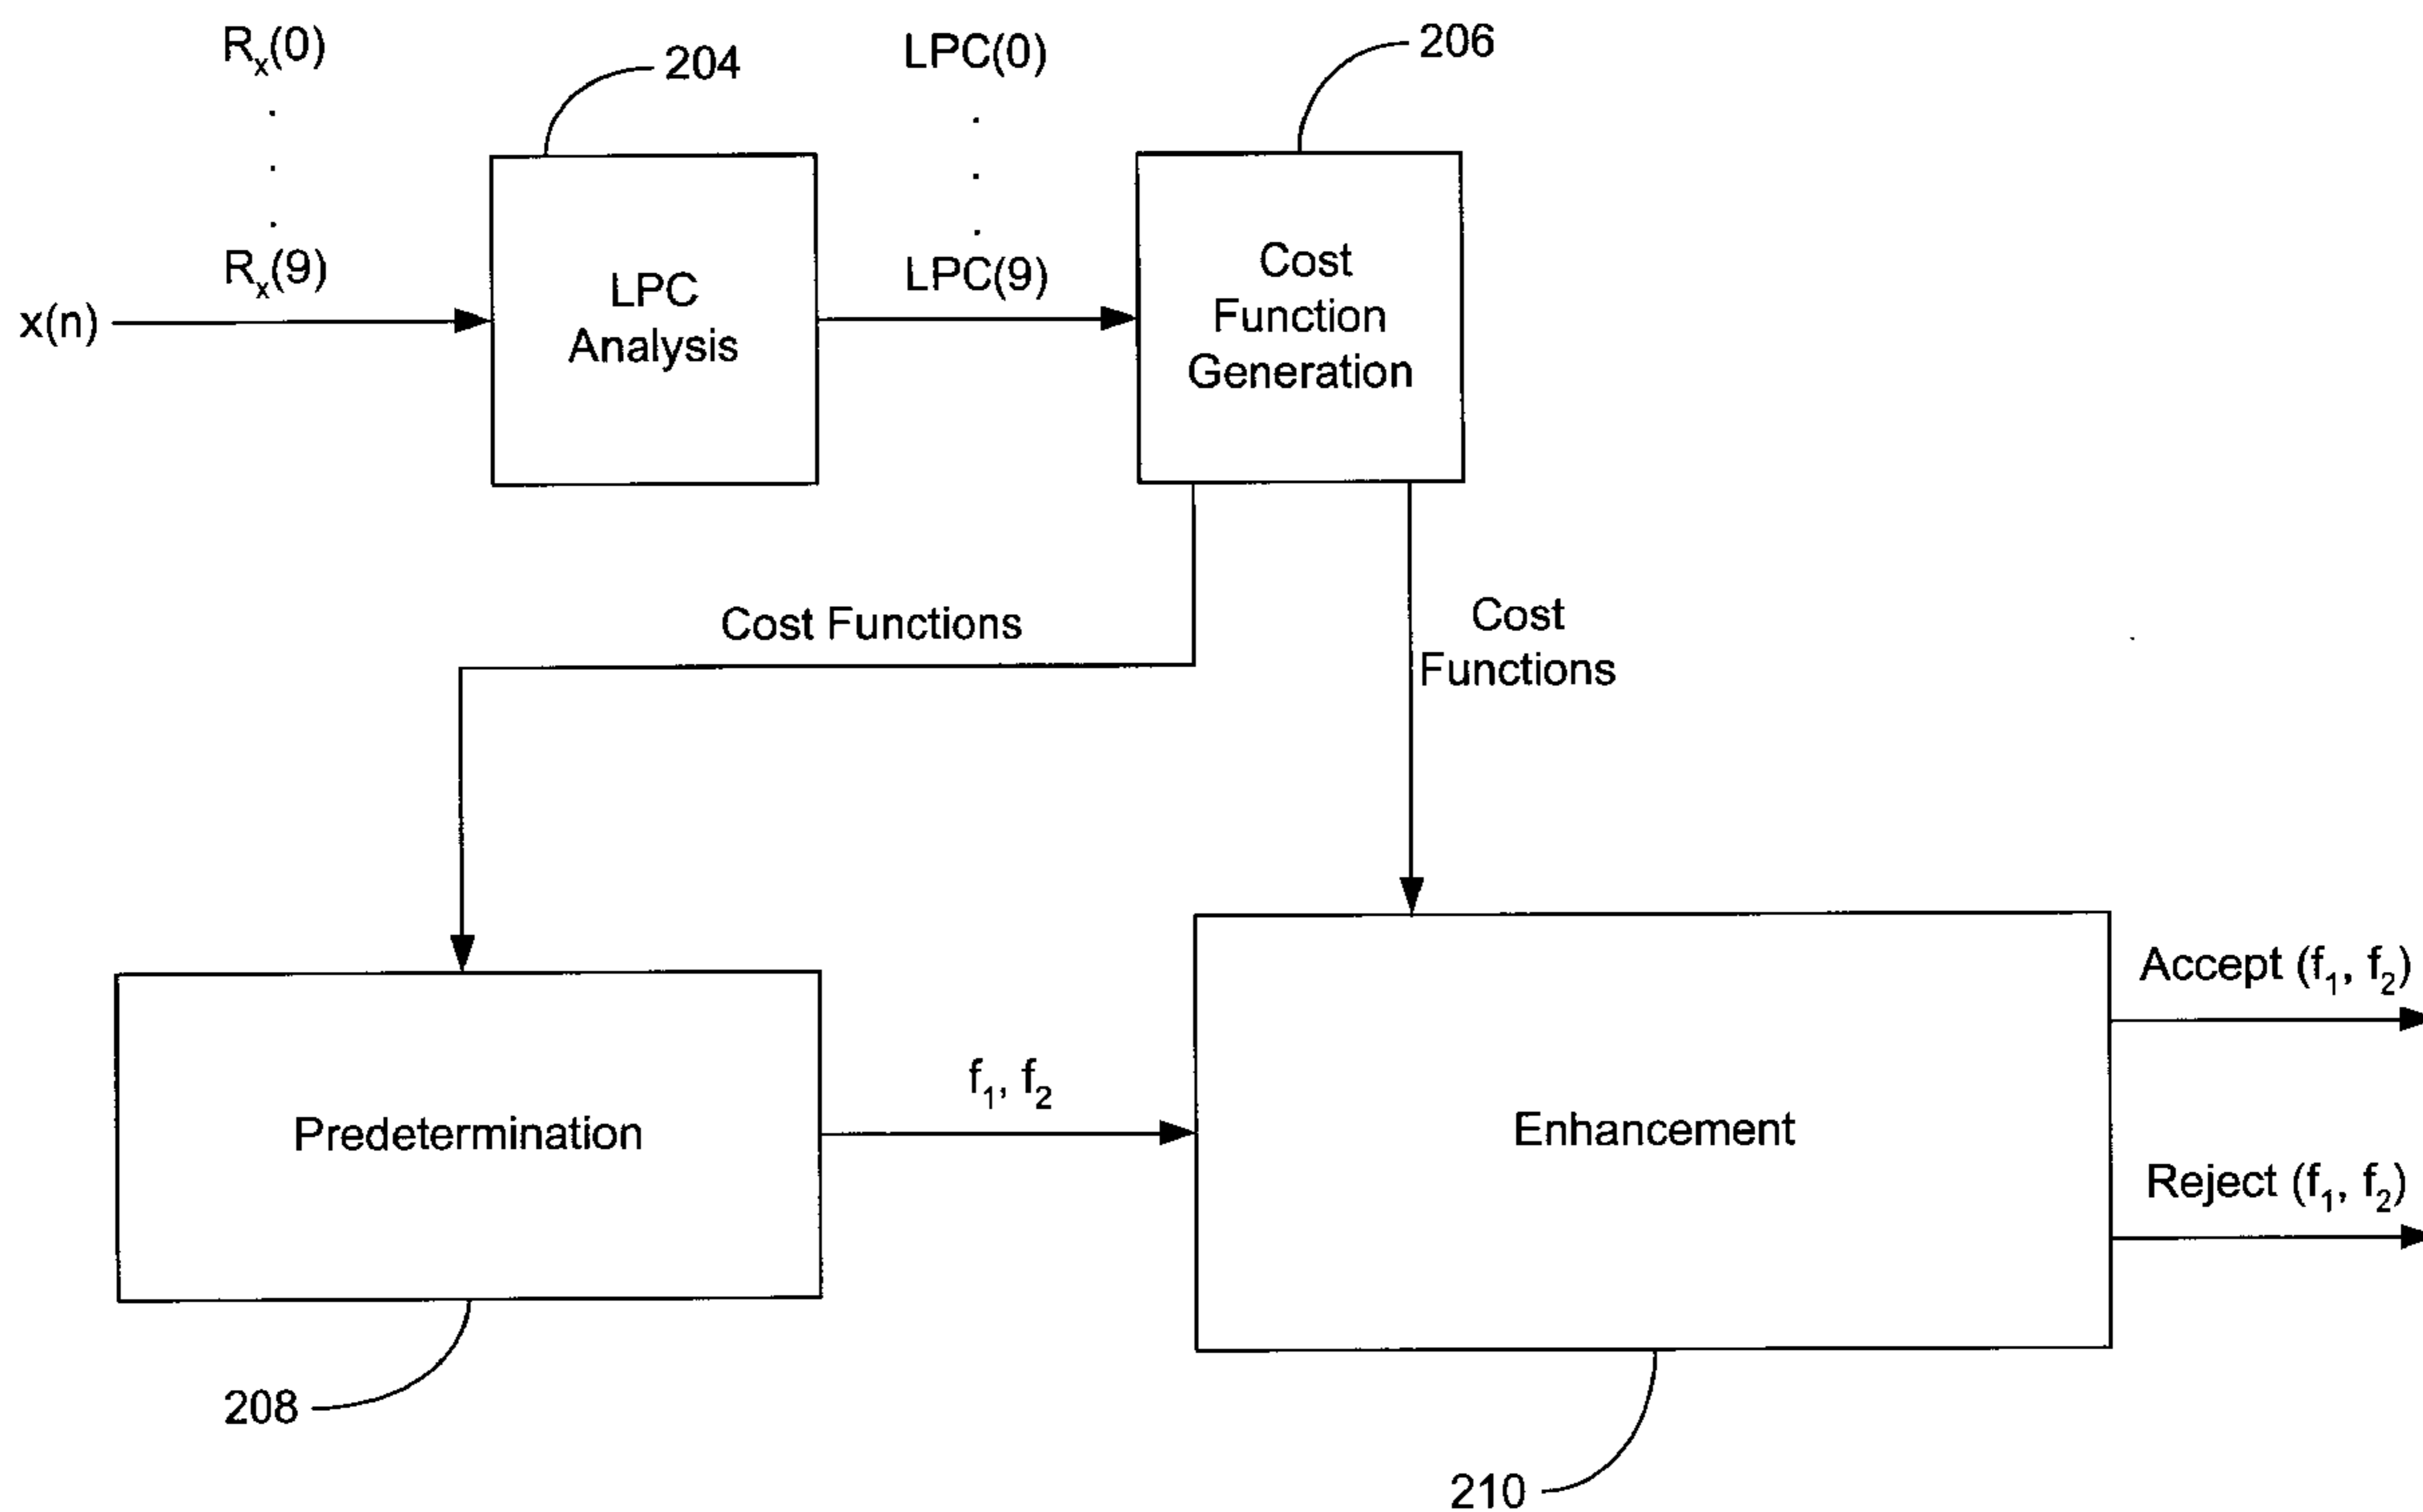 Rx(0)
.
.
.
Rx(9)
x(n)
204
LPC
Analysis
LPC(0)
.
.
.
LPC(9)
206
Cost
Function
Generation
Cost Functions
Cost
Functions
Predetermination
208
f1, f2
Enhancement
210
Accept (f1, f2)
Reject (f1, f2)